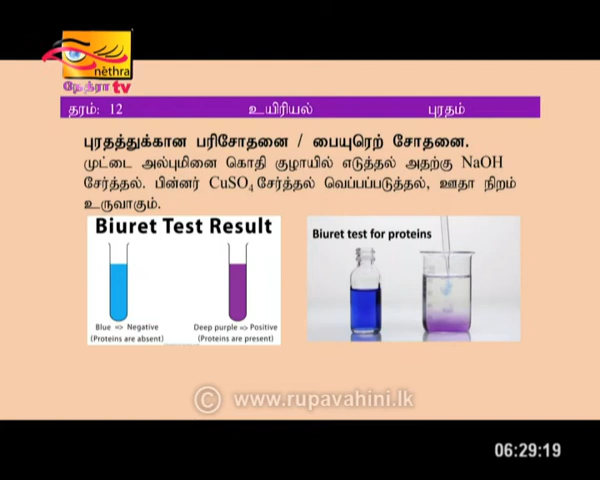 nēthra
நேத்ரா tv
தரம்: 12 உயிரியல் புரதம்
புரதத்துக்கான பரிசோதனை / பையுரெற் சோதனை.
முட்டை அல்புமினை கொதி குழாயில் எடுத்தல் அதற்கு NaOH
சேர்த்தல். பின்னர் CuSO₄ சேர்த்தல் வெப்பப்படுத்தல், ஊதா நிறம்
உருவாகும்.
Biuret Test Result
Blue => Negative
(Proteins are absent)
Deep purple => Positive
(Proteins are present)
Biuret test for proteins
© www.rupavahini.lk
06:29:19